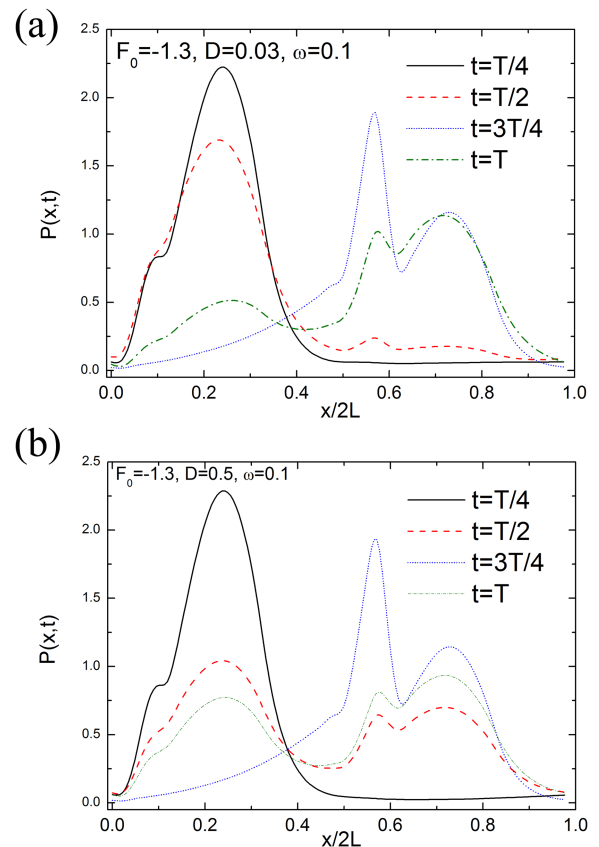 (a)
F₀=-1.3, D=0.03, ω=0.1
t=T/4
t=T/2
t=3T/4
t=T
P(x,t)
2.5
2.0
1.5
1.0
0.5
0.0
0.0 0.2 0.4 0.6 0.8 1.0
x/2L
(b)
F₀=-1.3, D=0.5, ω=0.1
t=T/4
t=T/2
t=3T/4
t=T
P(x,t)
2.5
2.0
1.5
1.0
0.5
0.0
0.0 0.2 0.4 0.6 0.8 1.0
x/2L